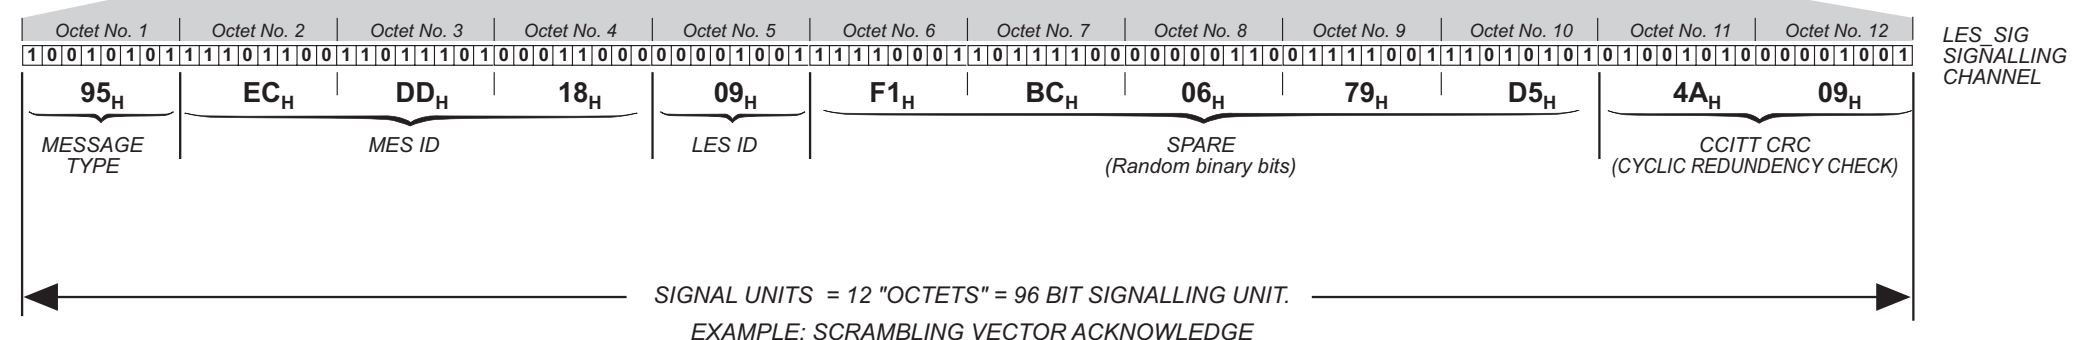 Octet No. 1 Octet No. 2 Octet No. 3 Octet No. 4 Octet No. 5 Octet No. 6 Octet No. 7 Octet No. 8 Octet No. 9 Octet No. 10 Octet No. 11 Octet No. 12
1 0 0 1 0 1 0 1 1 1 1 0 1 1 0 0 1 1 0 1 1 1 0 1 0 0 0 1 1 0 0 0 0 0 0 0 1 0 0 1 1 1 1 1 0 0 0 1 1 0 1 1 1 1 0 0 0 0 0 0 0 1 1 0 0 1 1 1 1 0 0 1 1 1 0 1 0 1 0 1 0 1 0 0 1 0 1 0 0 0 0 0 1 0 0 1
LES_SIG
SIGNALLING
CHANNEL
95H ECH DDH 18H 09H F1H BCH 06H 79H D5H 4AH 09H
MESSAGE
TYPE
MES ID
LES ID
SPARE
(Random binary bits)
CCITT CRC
(CYCLIC REDUNDENCY CHECK)
SIGNAL UNITS = 12 "OCTETS" = 96 BIT SIGNALLING UNIT.
EXAMPLE: SCRAMBLING VECTOR ACKNOWLEDGE